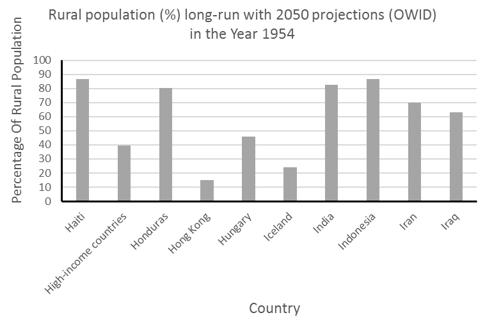 Rural population (%) long-run with 2050 projections (OWID)
in the Year 1954
Percentage Of Rural Population
100
90
80
70
60
50
40
30
20
10
0
Haiti
High-income countries
Honduras
Hong Kong
Hungary
Iceland
India
Indonesia
Iran
Iraq
Country